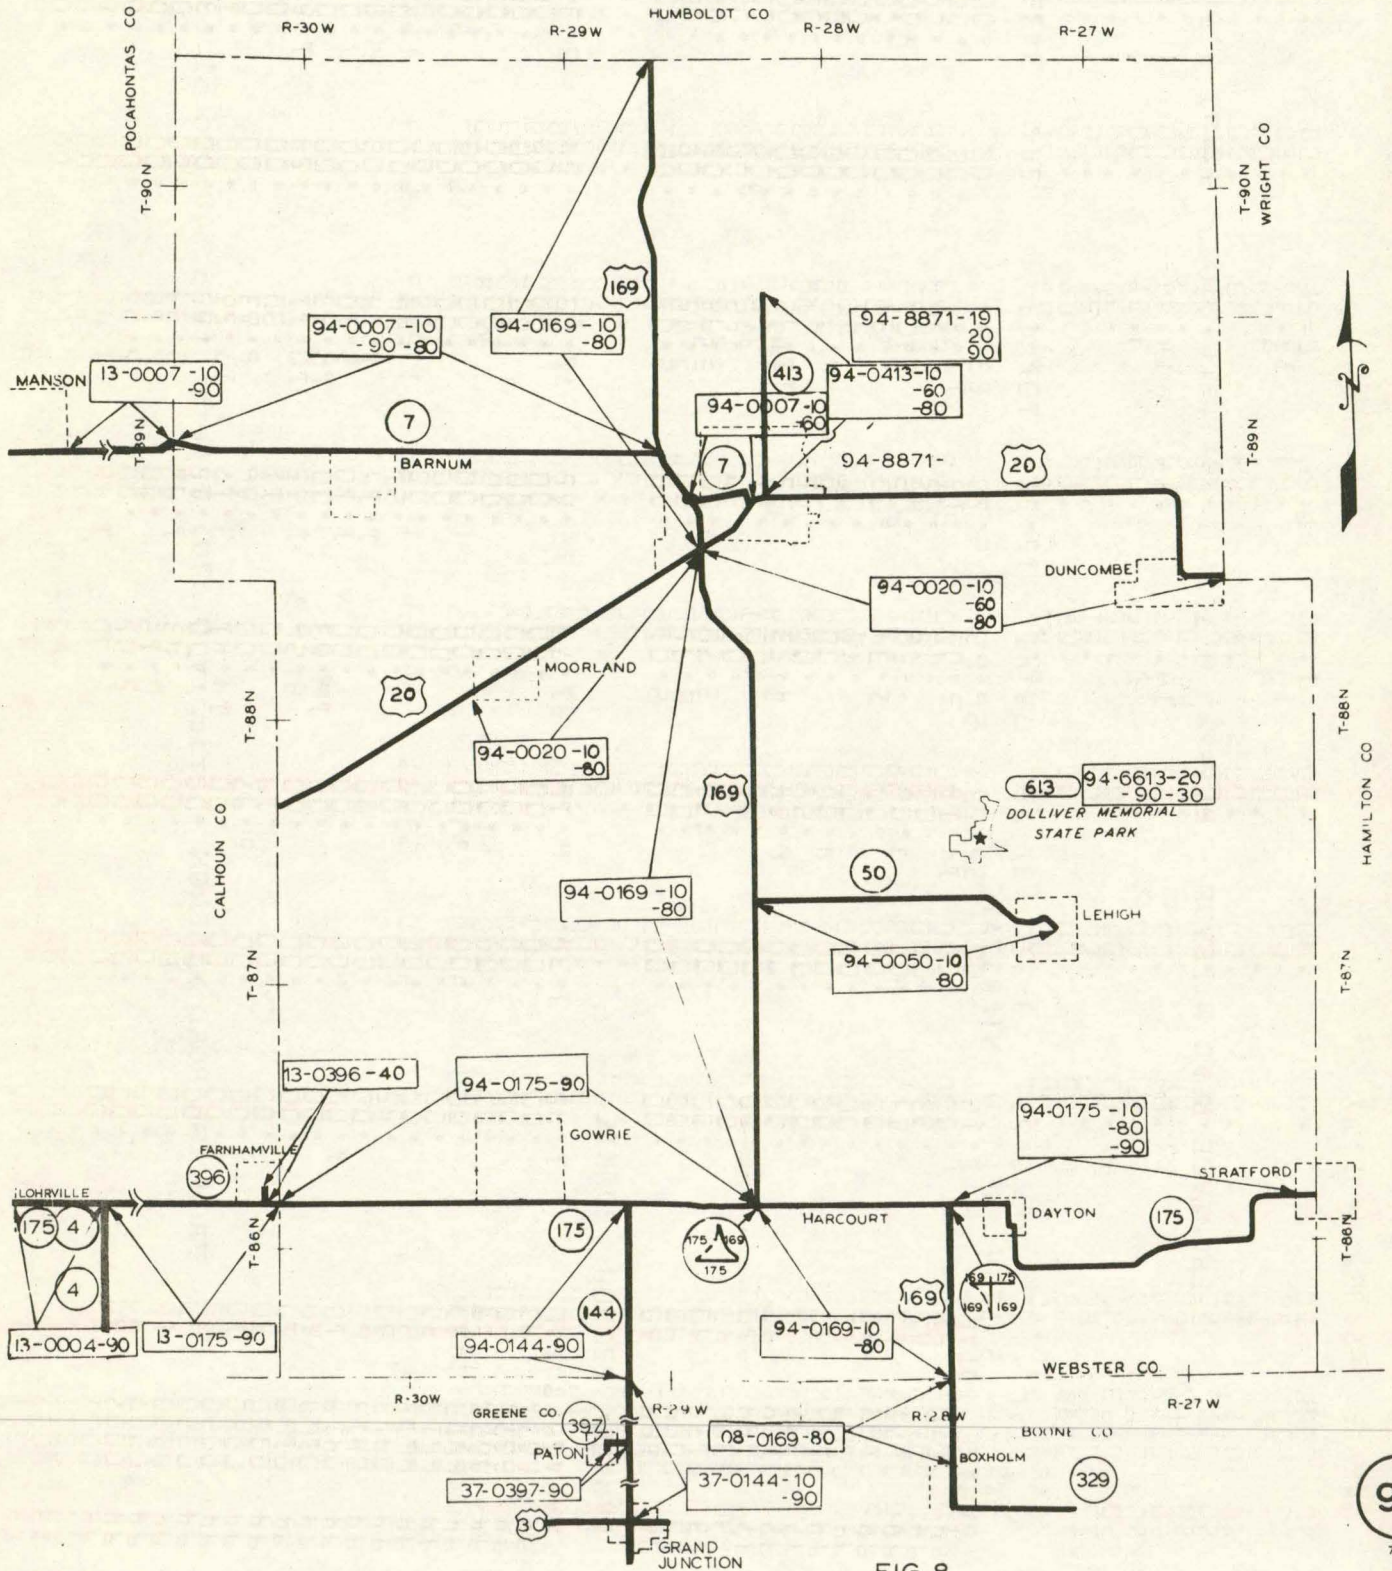 HUMBOLDT CO
R-30W
R-29W
R-28W
R-27W
POCAHONTAS CO
T-90N
T-90N
WRIGHT CO
169
94-0007-10
-90-80
94-0169-10
-80
94-8871-19
20
90
413
94-0413-10
-60
-80
MANSON
13-0007-10
-90
94-0007-10
-60
7
T-89N
T-89N
BARNUM
7
94-8871-
20
DUNCOMBE
94-0020-10
-60
-80
MOORLAND
20
T-88N
T-88N
94-0020-10
-80
169
613
94-6613-20
-90-30
DOLLIVER MEMORIAL
STATE PARK
HAMILTON CO
CALHOUN CO
50
94-0169-10
-80
LEHIGH
94-0050-10
80
T-87N
T-87N
13-0396-40
94-0175-90
94-0175-10
-80
-90
GOWRIE
FARNHAMVILLE
396
STRATFORD
LOHRVILLE
175
4
HARCOURT
DAYTON
175
175
T-86N
T-86N
175 169
175
4
169
169 175
169 169
144
13-0004-90
13-0175-90
94-0144-90
94-0169-10
-80
WEBSTER CO
R-30W
R-29W
R-28W
R-27W
GREENE CO
397
08-0169-80
BOONE CO
PATON
BOXHOLM
37-0397-90
37-0144-10
-90
329
30
GRAND
JUNCTION
FIG 8